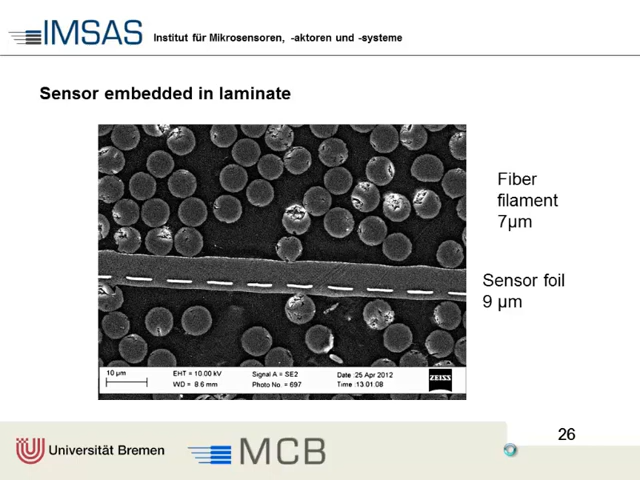 IMSAS Institut für Mikrosensoren, -aktoren und -systeme
Sensor embedded in laminate
Fiber
filament
7µm
Sensor foil
9 µm
10 µm EHT = 10.00 kV Signal A = SE2 Date :25 Apr 2012 ZEISS
WD = 8.6 mm Photo No. = 697 Time :13:01:08
26
Universität Bremen MCB